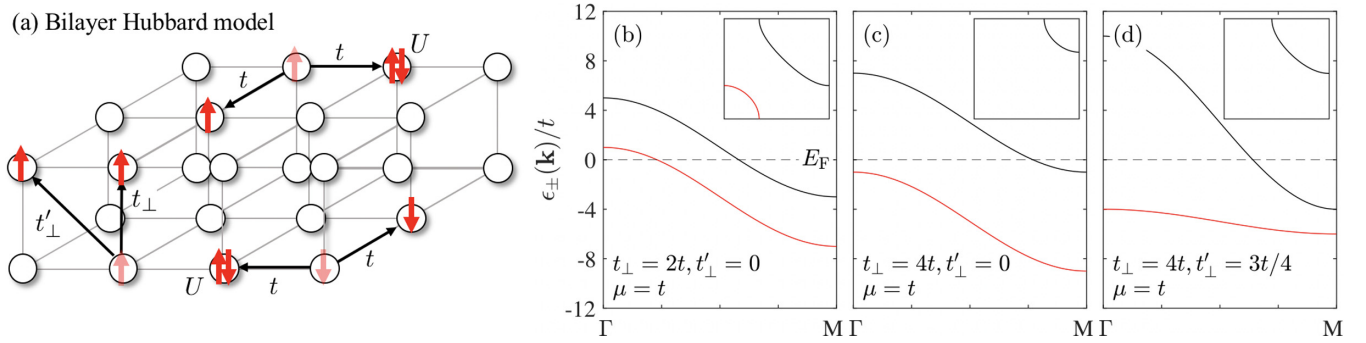 (a) Bilayer Hubbard model
t
U
t
t⊥
t′⊥
t
t
U
ϵ±(k)/t
12
8
4
0
-4
-8
-12
(b)
t⊥ = 2t, t′⊥ = 0
μ = t
Γ
M
E_F
(c)
t⊥ = 4t, t′⊥ = 0
μ = t
Γ
M
(d)
t⊥ = 4t, t′⊥ = 3t/4
μ = t
Γ
M